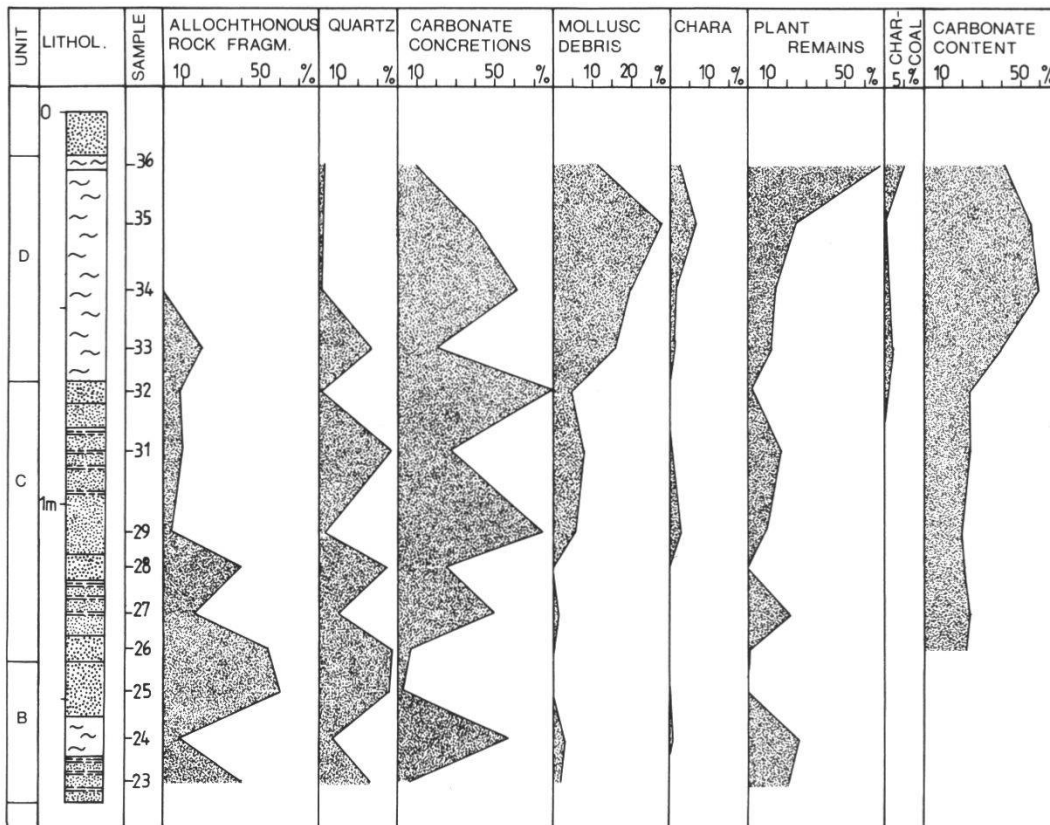 UNIT
LITHOL.
SAMPLE
ALLOCHTHONOUS
ROCK FRAGM.
10 50 %
QUARTZ
10 %
CARBONATE
CONCRETIONS
10 50 %
MOLLUSC
DEBRIS
10 20 %
CHARA
10 %
PLANT
REMAINS
10 50 %
CHAR-
COAL
5 %
CARBONATE
CONTENT
10 50 %
0
1m
D
C
B
36
35
34
33
32
31
29
28
27
26
25
24
23